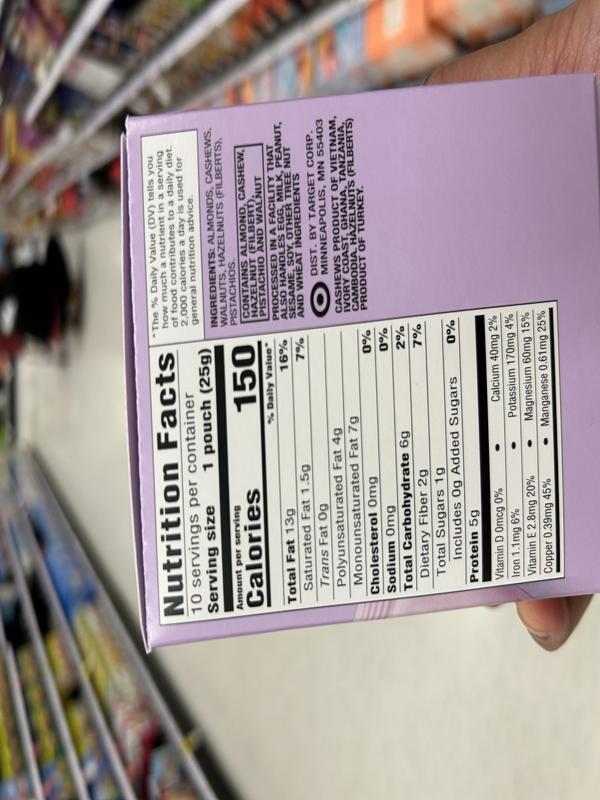 Nutrition Facts
10 servings per container
Serving size 1 pouch (25g)
Amount per serving
Calories 150
% Daily Value*
Total Fat 13g 16%
Saturated Fat 1.5g 7%
Trans Fat 0g
Polyunsaturated Fat 4g
Monounsaturated Fat 7g
Cholesterol 0mg 0%
Sodium 0mg 0%
Total Carbohydrate 6g 2%
Dietary Fiber 2g 7%
Total Sugars 1g
Includes 0g Added Sugars 0%
Protein 5g
Vitamin D 0mcg 0% • Calcium 40mg 2%
Iron 1.1mg 6% • Potassium 170mg 4%
Vitamin E 2.8mg 20% • Magnesium 60mg 15%
Copper 0.39mg 45% • Manganese 0.61mg 25%
*The % Daily Value (DV) tells you
how much a nutrient in a serving
of food contributes to a daily diet.
2,000 calories a day is used for
general nutrition advice.
INGREDIENTS: ALMONDS, CASHEWS,
WALNUTS, HAZELNUTS (FILBERTS),
PISTACHIOS.
CONTAINS ALMOND, CASHEW,
HAZELNUT (FILBERT),
PISTACHIO AND WALNUT
PROCESSED IN A FACILITY THAT
ALSO HANDLES EGG, MILK, PEANUT,
SESAME, SOY, OTHER TREE NUT
AND WHEAT INGREDIENTS
DIST. BY TARGET CORP.
MINNEAPOLIS, MN 55403
CASHEWS PRODUCT OF VIETNAM,
IVORY COAST, GHANA, TANZANIA,
CAMBODIA. HAZELNUTS (FILBERTS)
PRODUCT OF TURKEY.